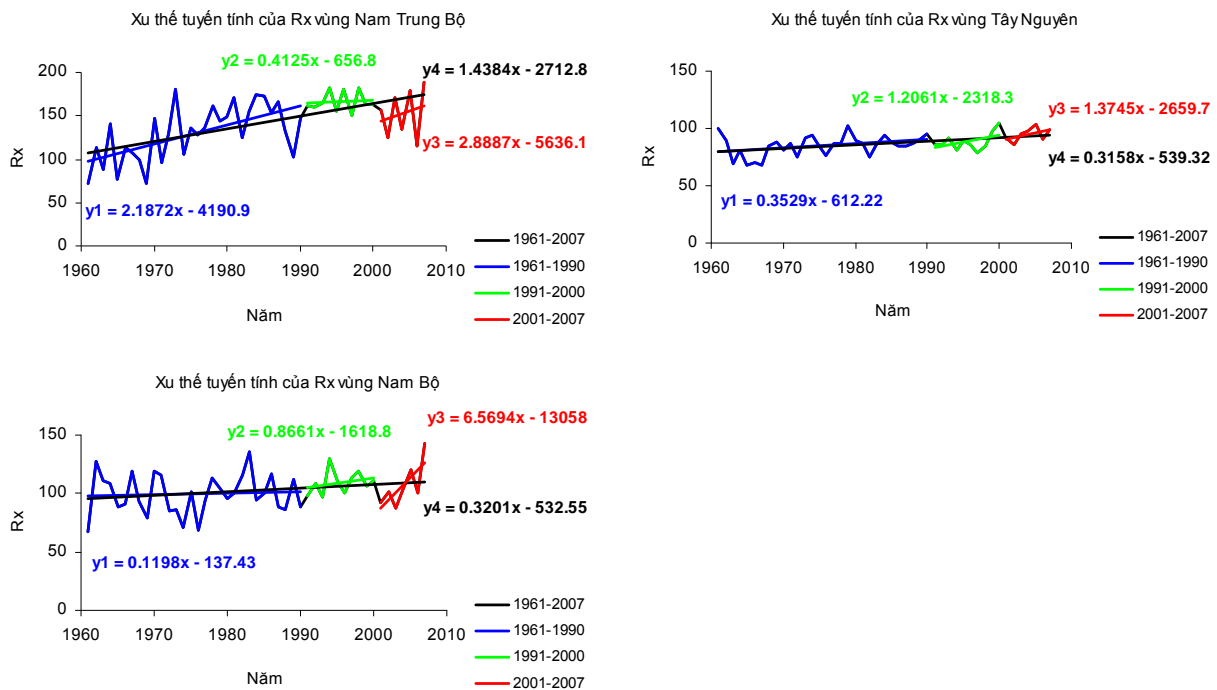 Xu thế tuyến tính của Rx vùng Nam Trung Bộ
y2 = 0.4125x - 656.8
y4 = 1.4384x - 2712.8
200
150
100
50
0
Rx
y3 = 2.8887x - 5636.1
y1 = 2.1872x - 4190.9
1960 1970 1980 1990 2000 2010
Năm
1961-2007
1961-1990
1991-2000
2001-2007
Xu thế tuyến tính của Rx vùng Tây Nguyên
150
100
50
0
Rx
y2 = 1.2061x - 2318.3
y3 = 1.3745x - 2659.7
y4 = 0.3158x - 539.32
y1 = 0.3529x - 612.22
1960 1970 1980 1990 2000 2010
Năm
1961-2007
1961-1990
1991-2000
2001-2007
Xu thế tuyến tính của Rx vùng Nam Bộ
y3 = 6.5694x - 13058
y2 = 0.8661x - 1618.8
150
100
50
0
Rx
y4 = 0.3201x - 532.55
y1 = 0.1198x - 137.43
1960 1970 1980 1990 2000 2010
Năm
1961-2007
1961-1990
1991-2000
2001-2007